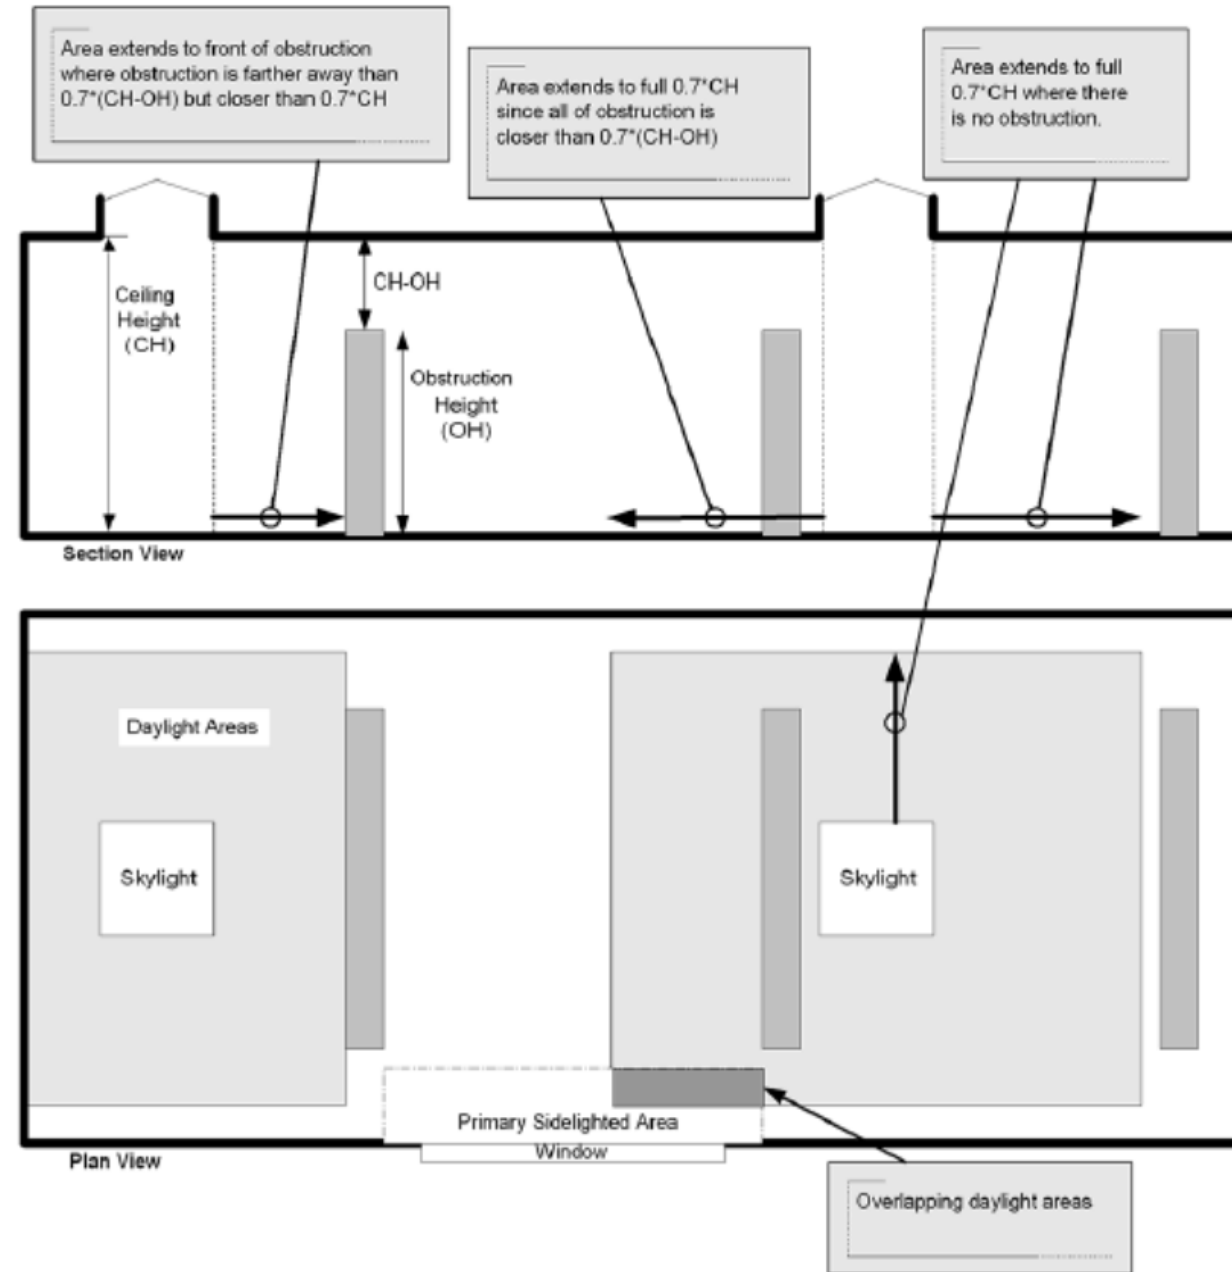 Area extends to front of obstruction
where obstruction is farther away than
0.7*(CH-OH) but closer than 0.7*CH
Area extends to full 0.7*CH
since all of obstruction is
closer than 0.7*(CH-OH)
Area extends to full
0.7*CH where there
is no obstruction.
Ceiling
Height
(CH)
CH-OH
Obstruction
Height
(OH)
Section View
Daylight Areas
Skylight
Skylight
Primary Sidelighted Area
Window
Plan View
Overlapping daylight areas